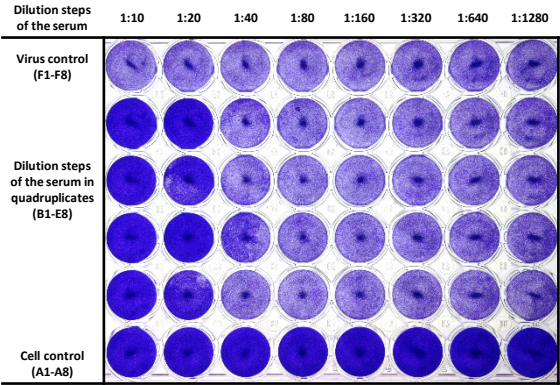 Dilution steps
of the serum
1:10 1:20 1:40 1:80 1:160 1:320 1:640 1:1280
Virus control
(F1-F8)
Dilution steps
of the serum in
quadruplicates
(B1-E8)
Cell control
(A1-A8)